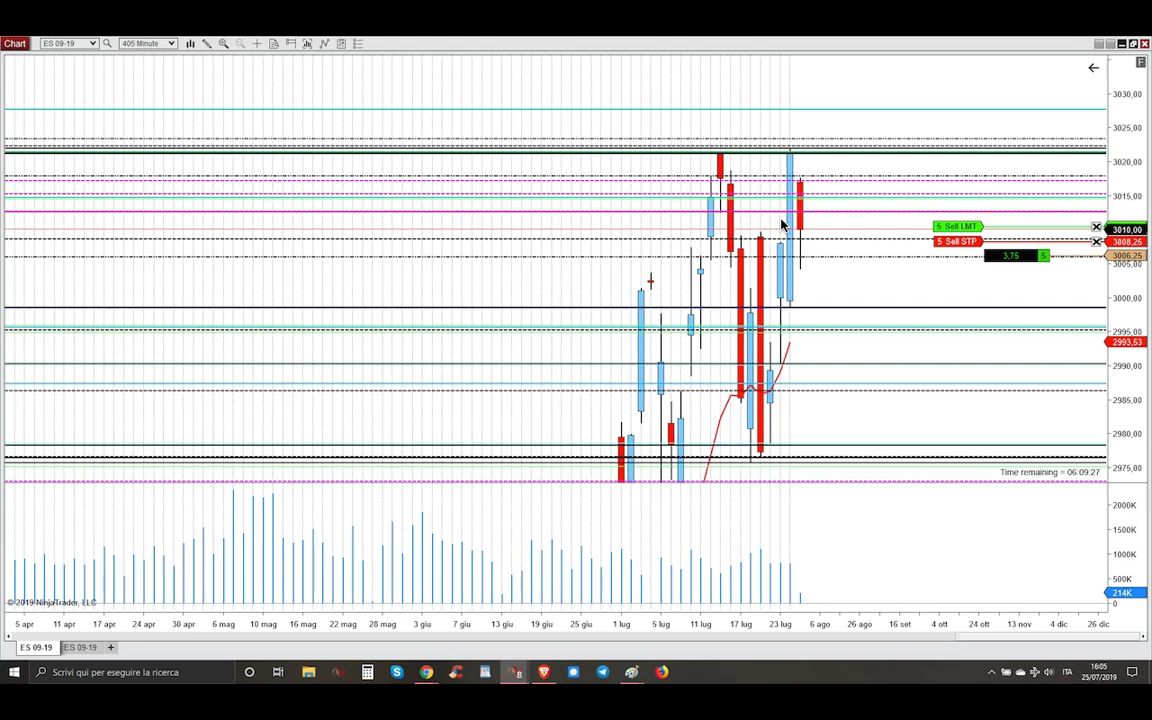 Chart ES 09-19 405 Minute
F
3030,00
3025,00
3020,00
3015,00
5 Sell LMT
3010,00
5 Sell STP 3008,25
3,75 5 3006,25
3005,00
3000,00
2995,00
2993,53
2990,00
2985,00
2980,00
2975,00
Time remaining = 06:09:27
2000K
1500K
1000K
500K
214K
0
© 2019 NinjaTrader, LLC
5 apr 11 apr 17 apr 24 apr 30 apr 6 mag 10 mag 16 mag 22 mag 28 mag 3 giu 7 giu 13 giu 19 giu 25 giu 1 lug 5 lug 11 lug 17 lug 23 lug 6 ago 16 ago 26 set 4 ott 24 ott 13 nov 4 dic 26 dic
ES 09-19 ES 09-19 +
Scrivi qui per eseguire la ricerca
8
ITA
16:05
25/07/2019